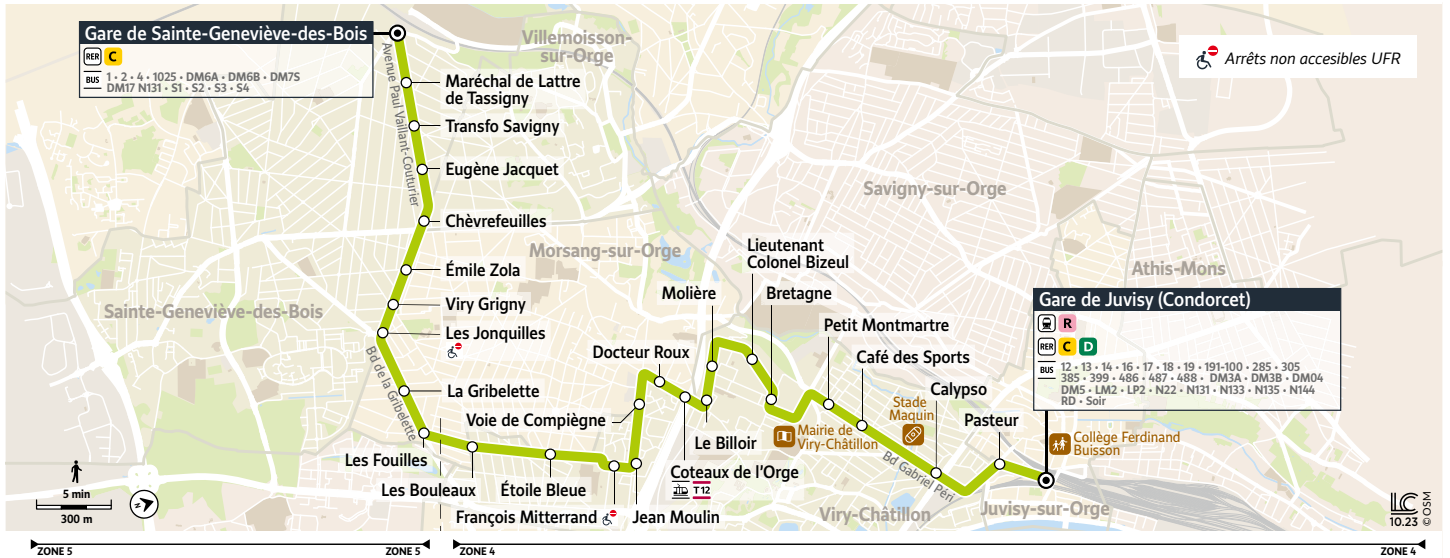 Gare de Sainte-Geneviève-des-Bois
RER C
BUS 1 • 2 • 4 • 1025 • DM6A • DM6B • DM7S
DM17 N131 • S1 • S2 • S3 • S4
Avenue Paul Vaillant-Couturier
Villemoisson-
sur-Orge
Arrêts non accesibles UFR
Maréchal de Lattre
de Tassigny
Transfo Savigny
Eugène Jacquet
Chèvrefeuilles
Émile Zola
Viry Grigny
Les Jonquilles
La Gribelette
Bd de la Gribelette
Les Fouilles
Les Bouleaux
Étoile Bleue
François Mitterrand
Jean Moulin
Voie de Compiègne
Docteur Roux
Coteaux de l'Orge
T12
Le Billoir
Molière
Lieutenant
Colonel Bizeul
Bretagne
Petit Montmartre
Café des Sports
Calypso
Pasteur
Mairie de
Viry-Châtillon
Stade
Maquin
Bd Gabriel Péri
Collège Ferdinand
Buisson
Sainte-Geneviève-des-Bois
Morsang-sur-Orge
Savigny-sur-Orge
Athis-Mons
Viry-Châtillon
Juvisy-sur-Orge
Gare de Juvisy (Condorcet)
R
RER C D
BUS 12 • 13 • 14 • 16 • 17 • 18 • 19 • 191-100 • 285 • 305
385 • 399 • 486 • 487 • 488 • DM3A • DM3B • DM04
DM5 • LM2 • LP2 • N22 • N131 • N133 • N135 • N144
RD • Soir
5 min
300 m
LC
10.23 © OSM
ZONE 5
ZONE 5
ZONE 4
ZONE 4